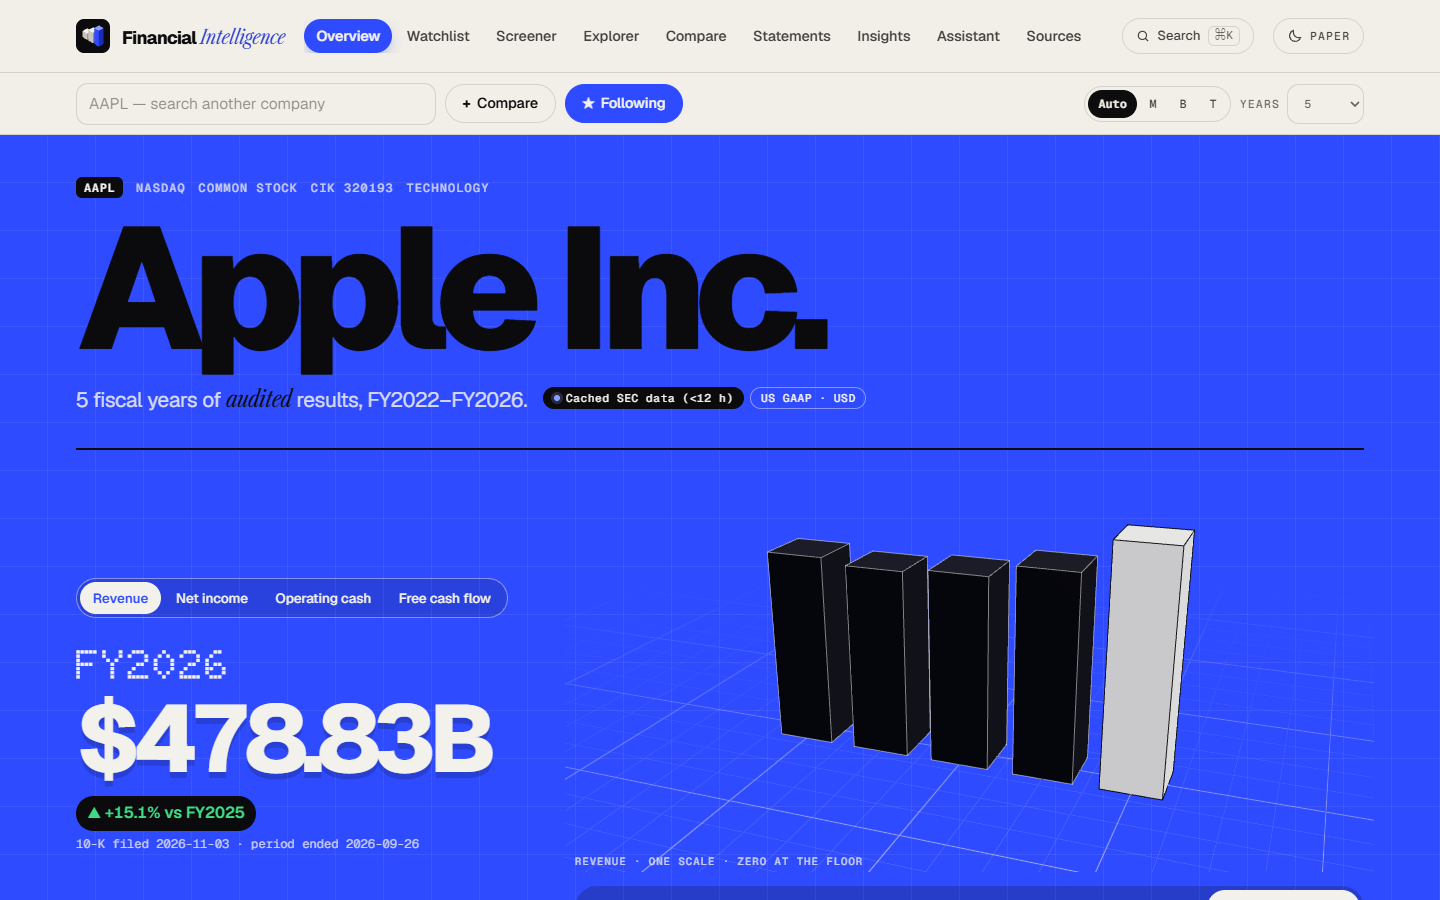 Financial Intelligence
Overview
Watchlist
Screener
Explorer
Compare
Statements
Insights
Assistant
Sources
Search ⌘K
PAPER
AAPL — search another company
+ Compare
★ Following
Auto M B T
YEARS 5
AAPL NASDAQ COMMON STOCK CIK 320193 TECHNOLOGY
Apple Inc.
5 fiscal years of audited results, FY2022–FY2026.
Cached SEC data (<12 h)
US GAAP · USD
Revenue
Net income
Operating cash
Free cash flow
FY2026
$478.83B
▲ +15.1% vs FY2025
10-K filed 2026-11-03 · period ended 2026-09-26
REVENUE · ONE SCALE · ZERO AT THE FLOOR